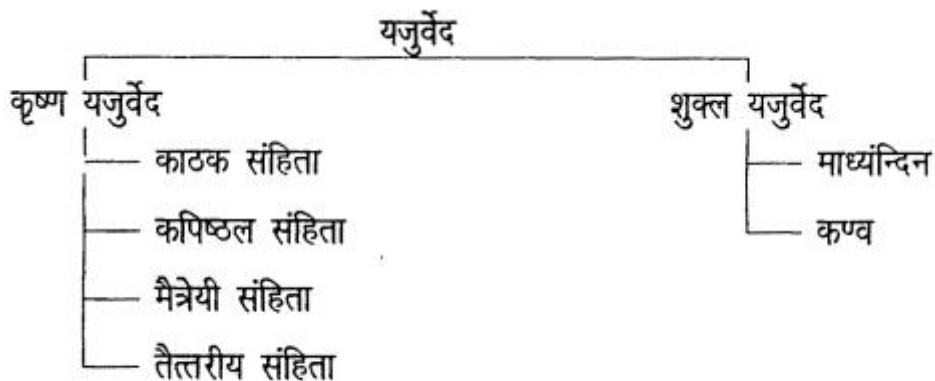 यजुर्वेद
कृष्ण यजुर्वेद
शुक्ल यजुर्वेद
काठक संहिता
माध्यंन्दिन
कपिष्ठल संहिता
कण्व
मैत्रेयी संहिता
तैत्तरीय संहिता